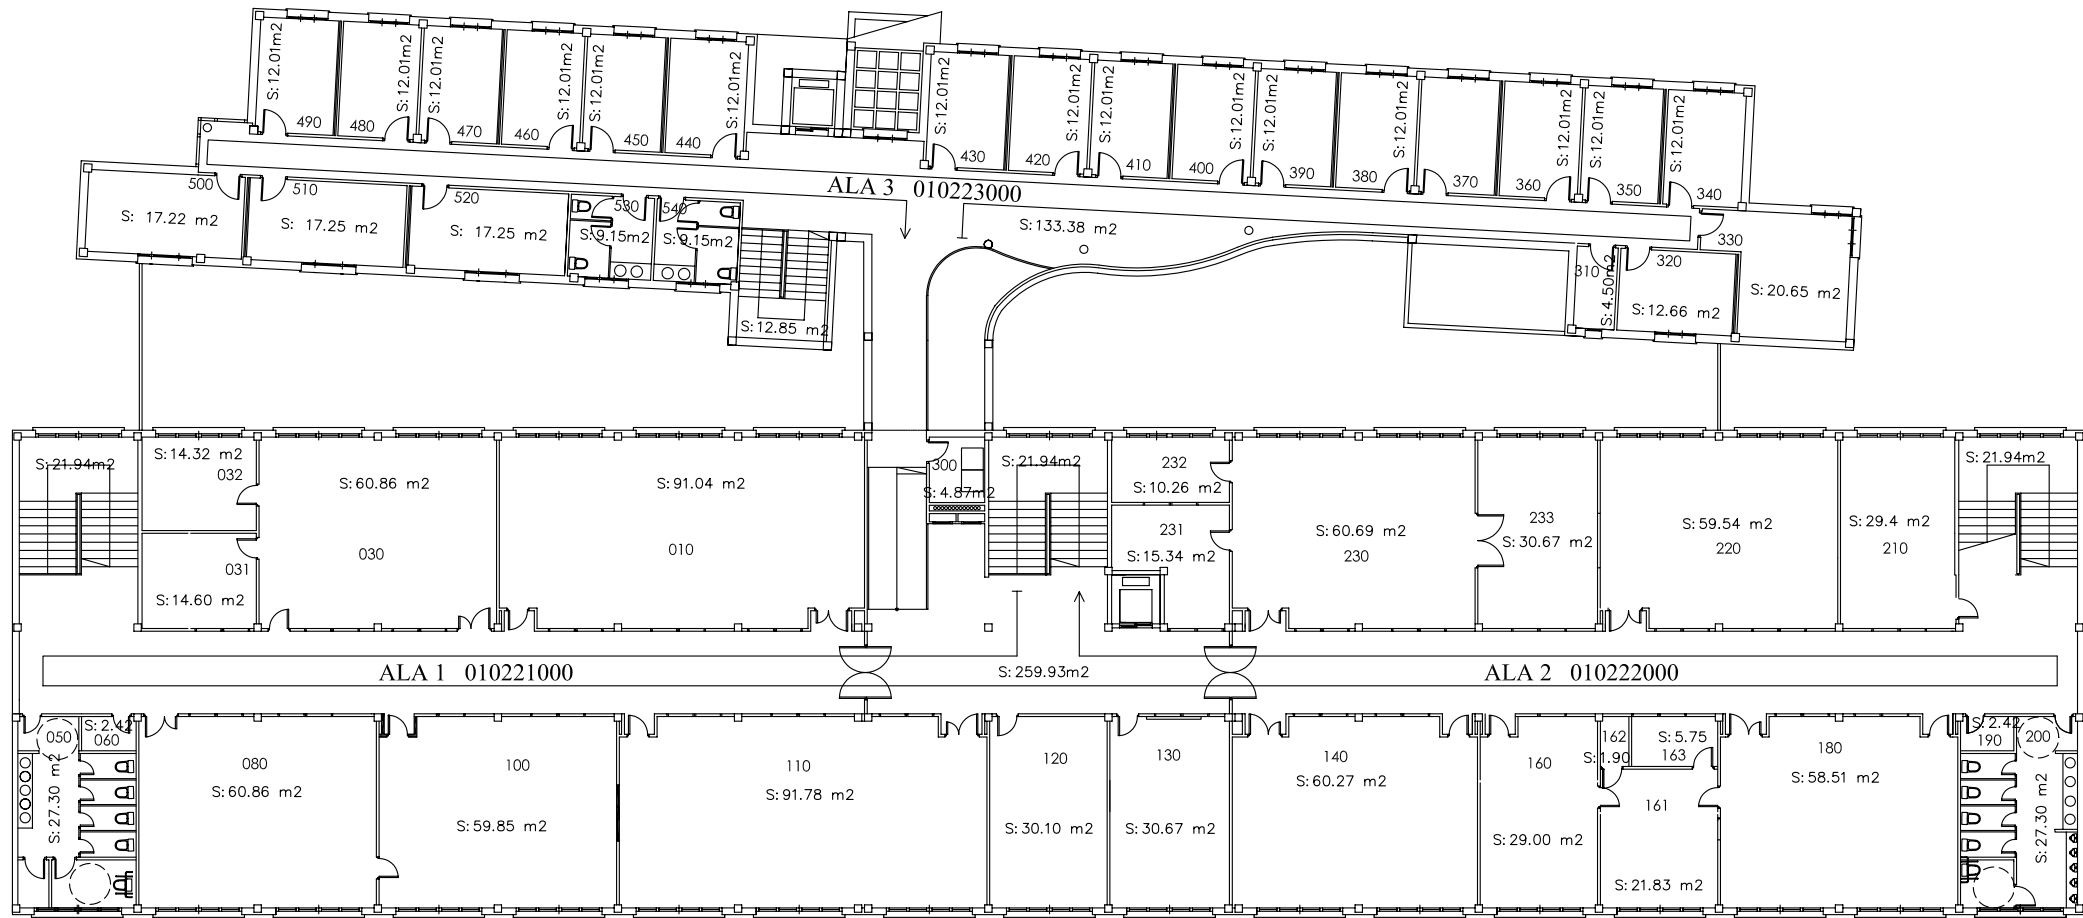 S: 12.01m2
490
S: 12.01m2
480
S: 12.01m2
470
S: 12.01m2
460
S: 12.01m2
450
S: 12.01m2
440
S: 12.01m2
430
S: 12.01m2
420
S: 12.01m2
410
S: 12.01m2
400
S: 12.01m2
390
S: 12.01m2
380
370
S: 12.01m2
360
S: 12.01m2
350
S: 12.01m2
340
ALA 3 010223000
500
S: 17.22 m2
510
S: 17.25 m2
520
S: 17.25 m2
530
S: 9.15m2
540
S: 9.15m2
S: 12.85 m2
S: 133.38 m2
310
S: 4.50m2
320
S: 12.66 m2
330
S: 20.65 m2
S: 21.94m2
S: 14.32 m2
032
031
S: 14.60 m2
S: 60.86 m2
030
S: 91.04 m2
010
300
S: 4.87m2
S: 21.94m2
232
S: 10.26 m2
231
S: 15.34 m2
S: 60.69 m2
230
233
S: 30.67 m2
S: 59.54 m2
220
S: 29.4 m2
210
S: 21.94m2
ALA 1 010221000
S: 259.93m2
ALA 2 010222000
050
S: 27.30 m2
S: 2.42
060
080
S: 60.86 m2
100
S: 59.85 m2
110
S: 91.78 m2
120
S: 30.10 m2
130
S: 30.67 m2
140
S: 60.27 m2
160
S: 29.00 m2
162
S: 1.90
S: 5.75
163
161
S: 21.83 m2
180
S: 58.51 m2
S: 2.42
190
200
S: 27.30 m2